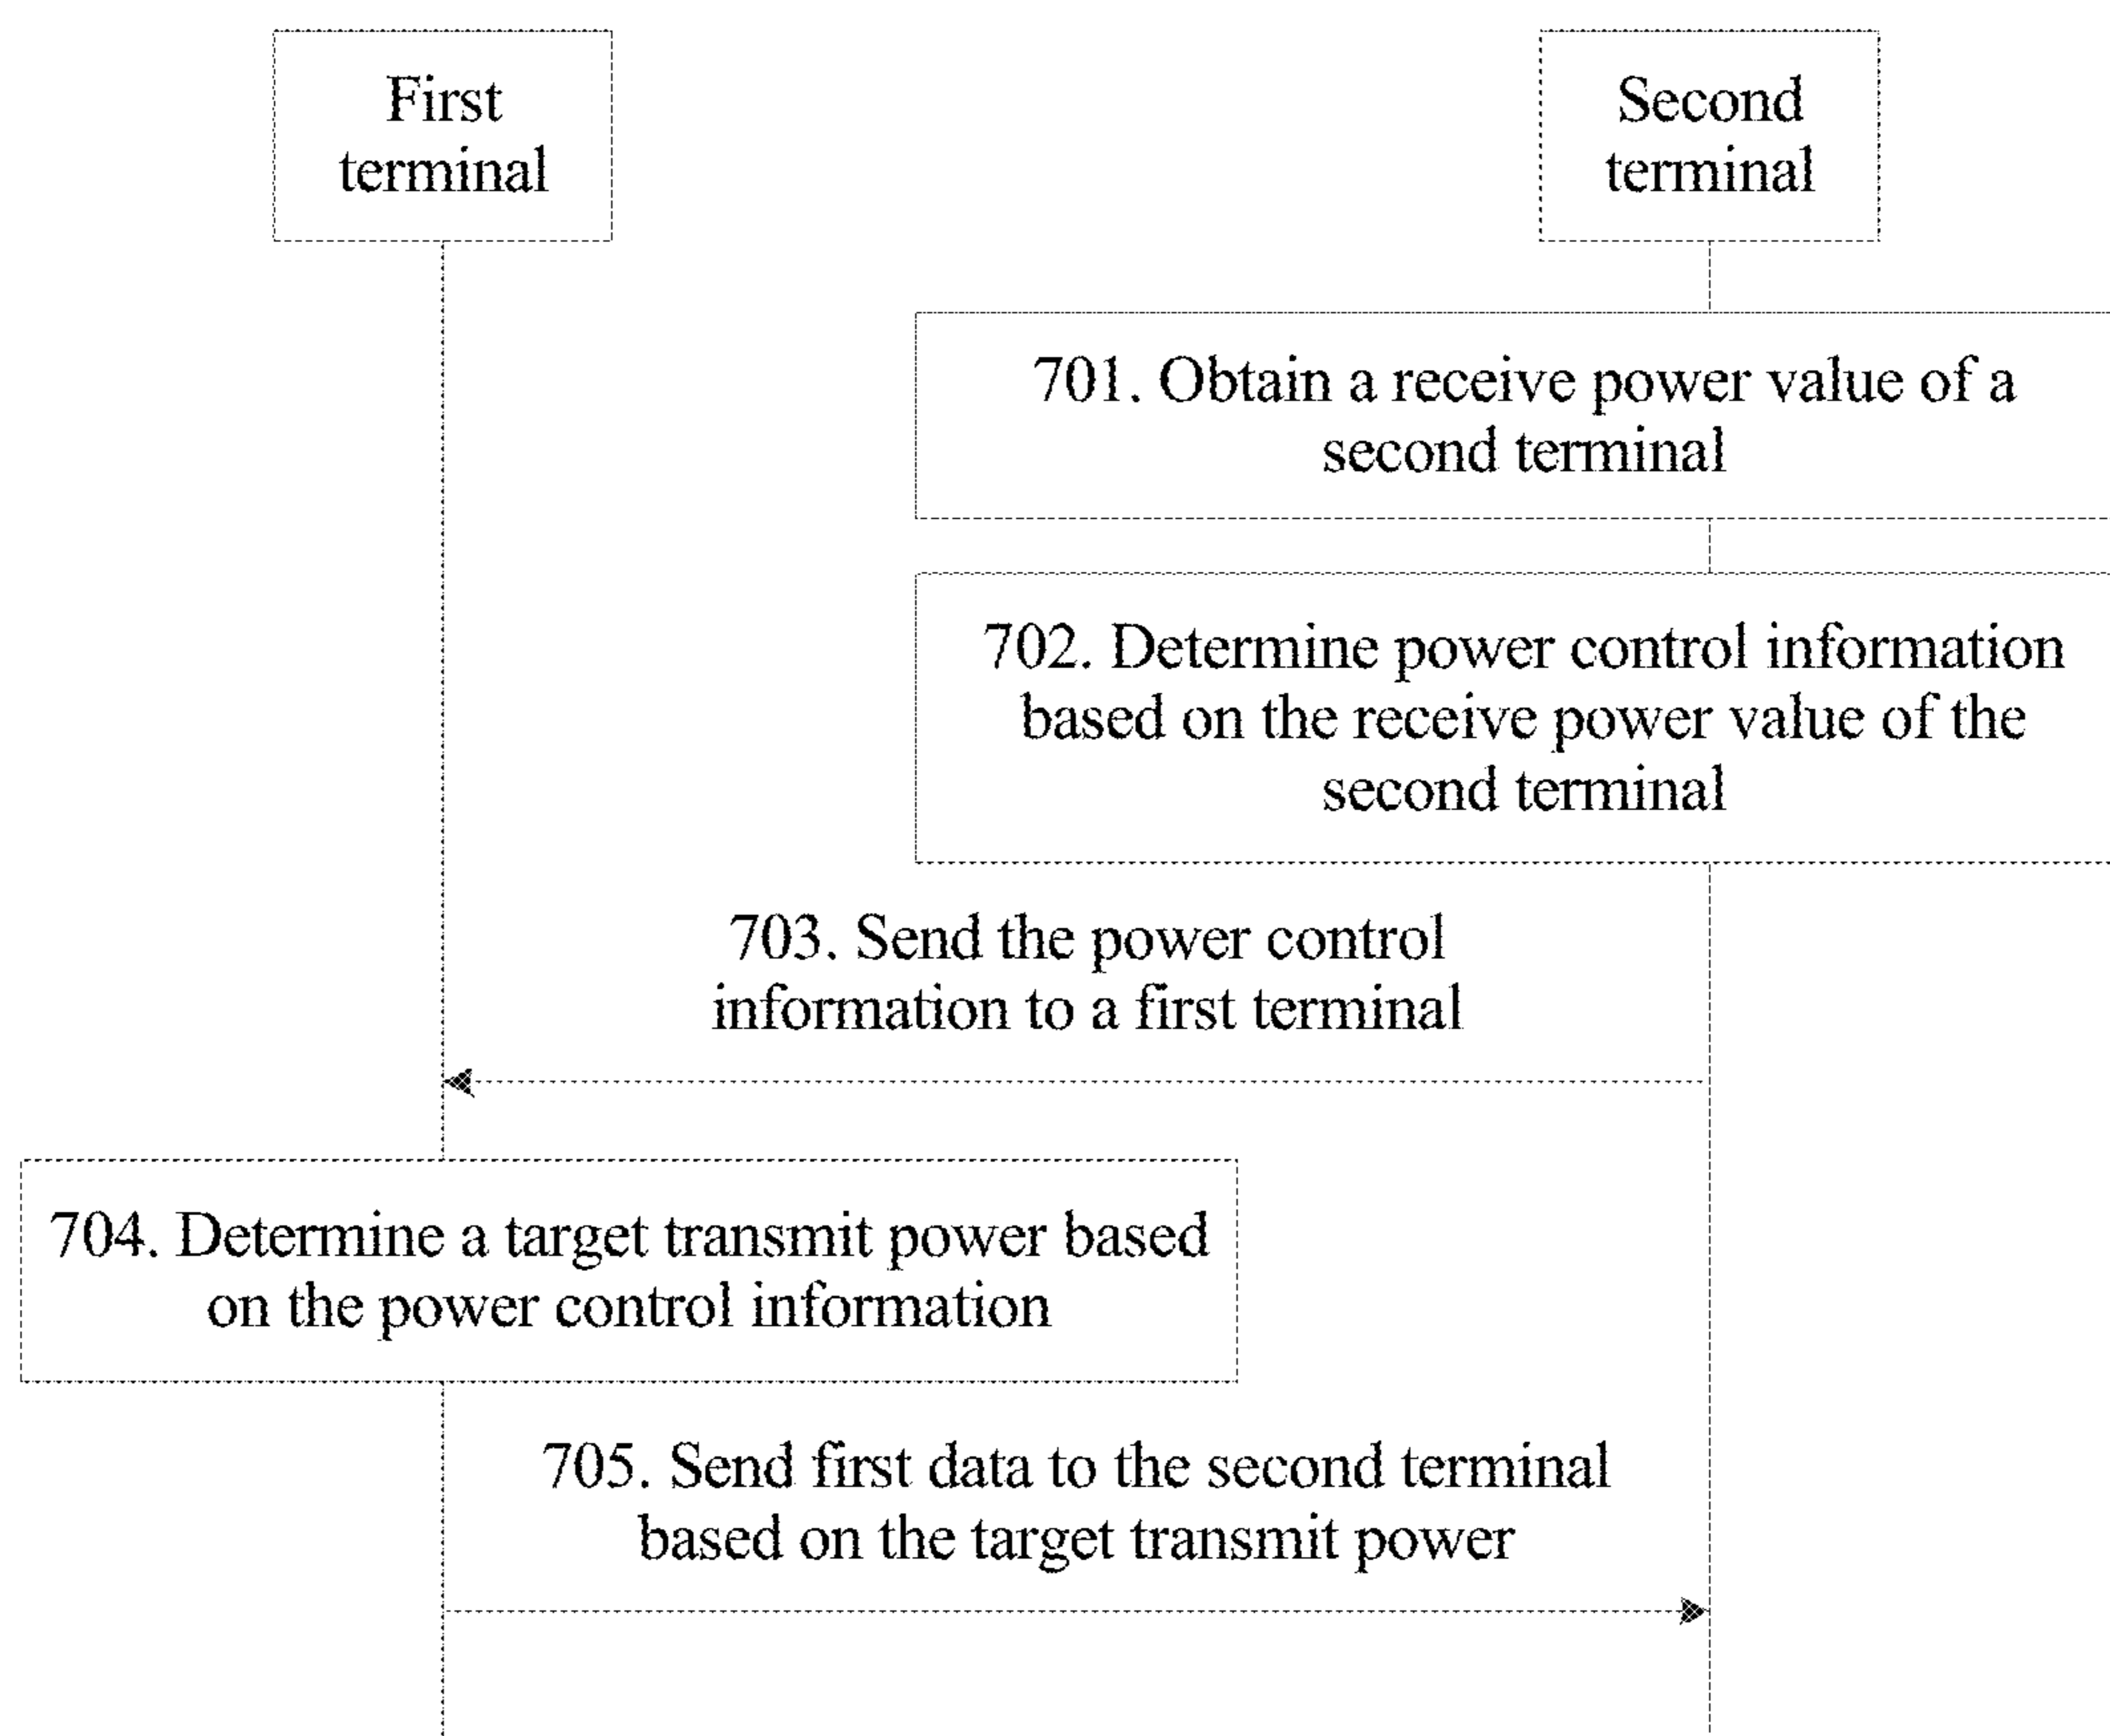 First
terminal
Second
terminal
701. Obtain a receive power value of a
second terminal
702. Determine power control information
based on the receive power value of the
second terminal
703. Send the power control
information to a first terminal
704. Determine a target transmit power based
on the power control information
705. Send first data to the second terminal
based on the target transmit power